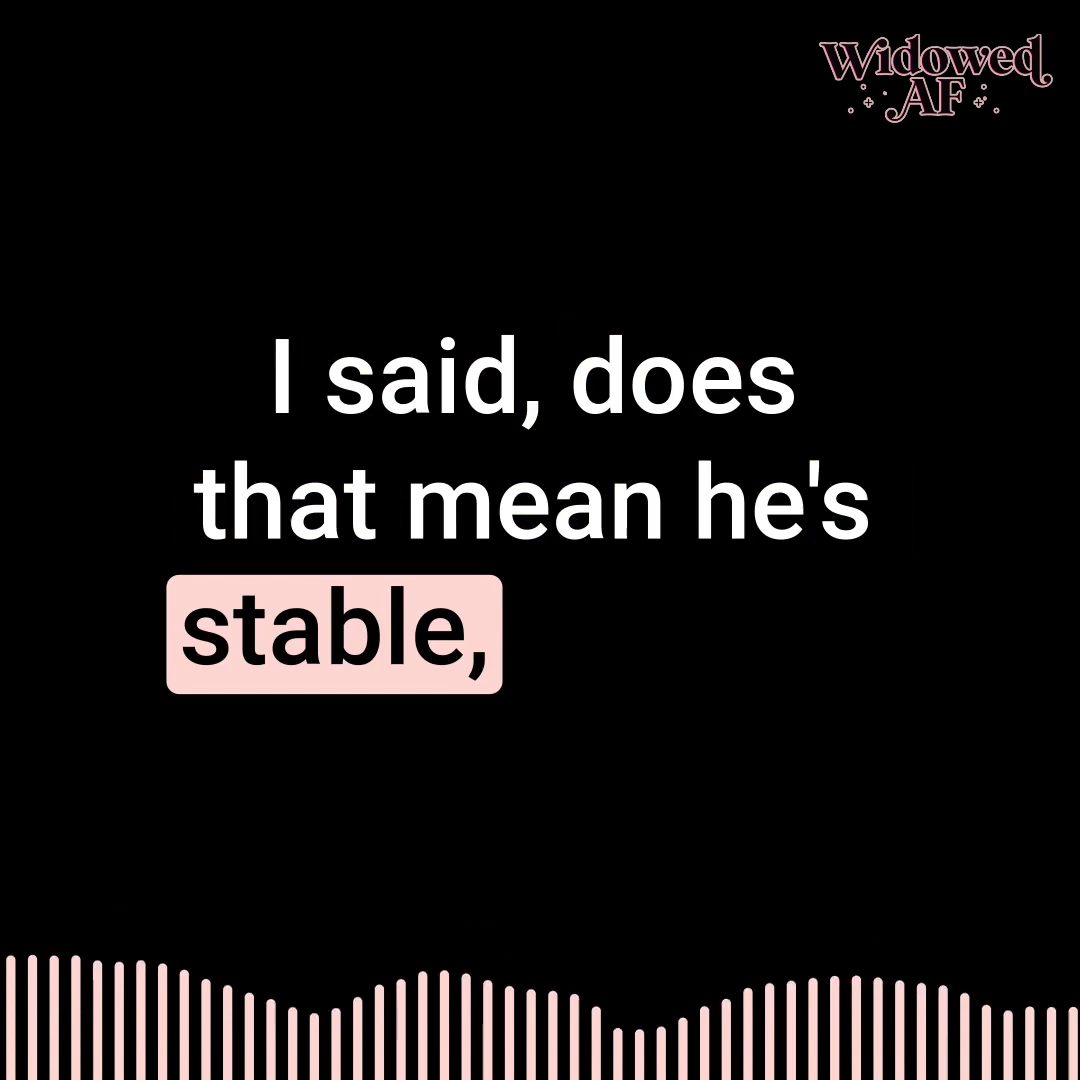 Widowed
AF
I said, does
that mean he's
stable,